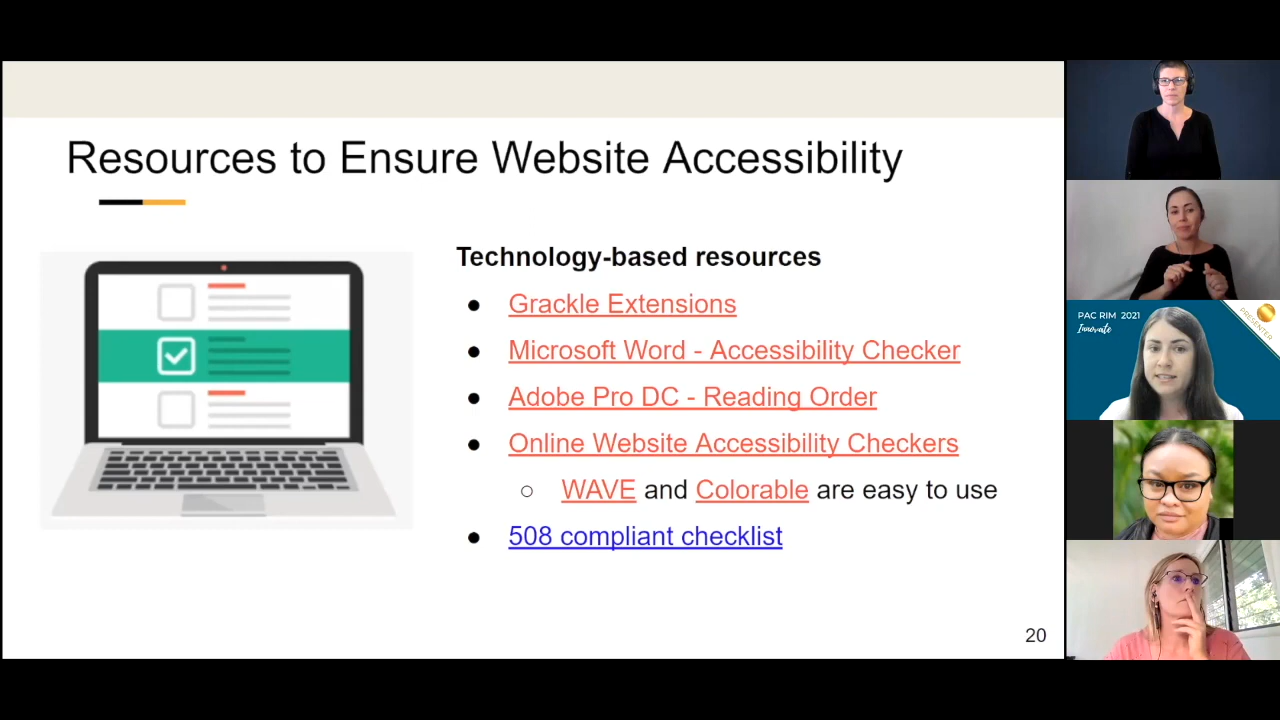 Resources to Ensure Website Accessibility
Technology-based resources
● Grackle Extensions
● Microsoft Word - Accessibility Checker
● Adobe Pro DC - Reading Order
● Online Website Accessibility Checkers
○ WAVE and Colorable are easy to use
● 508 compliant checklist
20
PAC RIM 2021
Innovate
PRESENTER